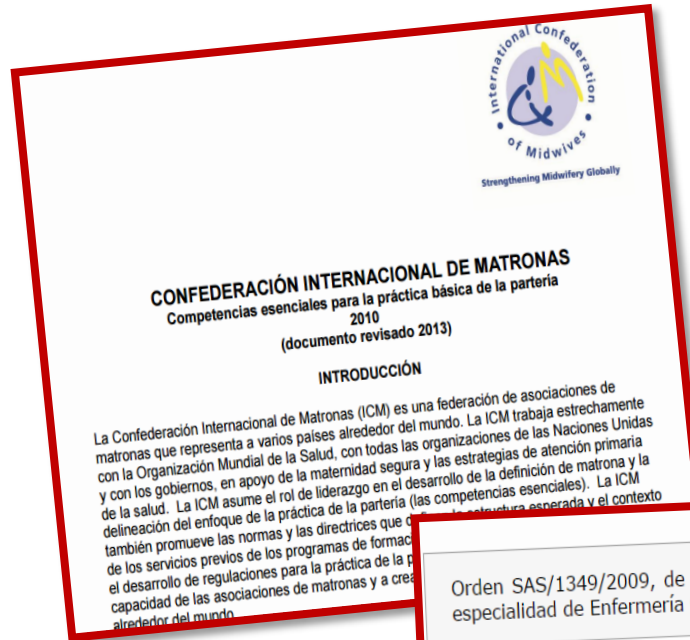 International Confederation
of Midwives
Strengthening Midwifery Globally
CONFEDERACIÓN INTERNACIONAL DE MATRONAS
Competencias esenciales para la práctica básica de la partería
2010
(documento revisado 2013)
INTRODUCCIÓN
La Confederación Internacional de Matronas (ICM) es una federación de asociaciones de
matronas que representa a varios países alrededor del mundo. La ICM trabaja estrechamente
con la Organización Mundial de la Salud, con todas las organizaciones de las Naciones Unidas
y con los gobiernos, en apoyo de la maternidad segura y las estrategias de atención primaria
de la salud. La ICM asume el rol de liderazgo en el desarrollo de la definición de matrona y la
delineación del enfoque de la práctica de la partería (las competencias esenciales). La ICM
también promueve las normas y las directrices que estructura esperada y el contexto
de los servicios previos de los programas de
el desarrollo de regulaciones para la práctica de la
capacidad de las asociaciones de matronas y a
alrededor del mundo
Orden SAS/1349/2009, de
especialidad de Enfermería